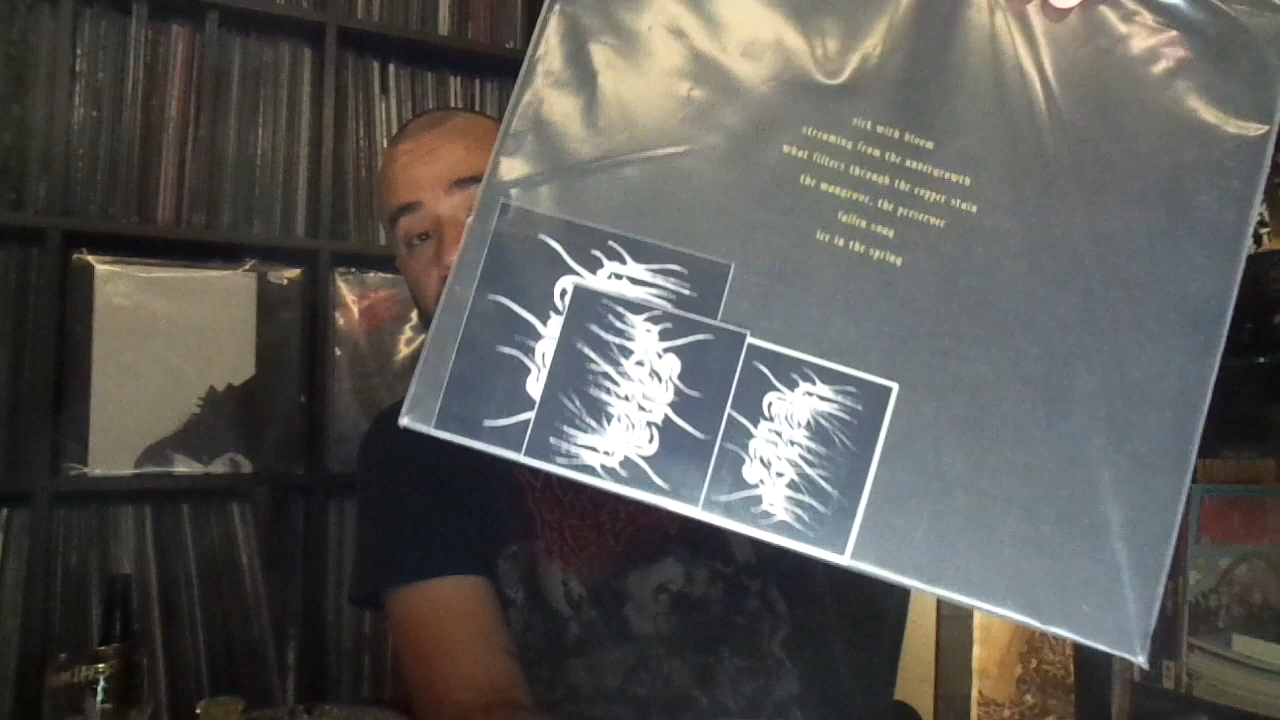 sick with bloom
streaming from the undergrowth
what filters through the copper stain
the mangrove, the preserver
fallen snag
ice in the spring